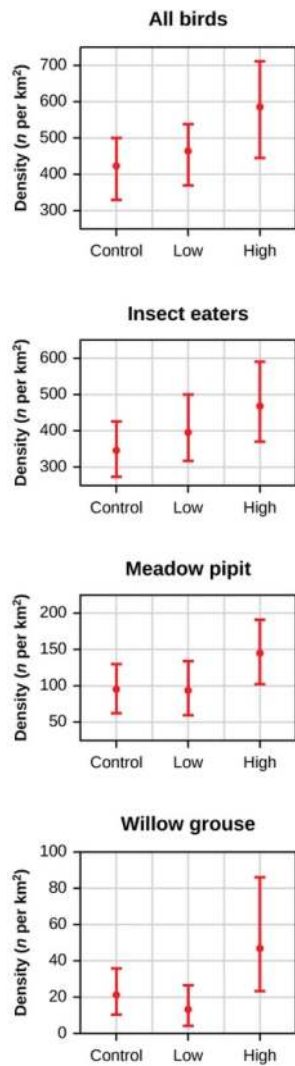 All birds
Density (n per km²)
700
600
500
400
300
Control Low High
Insect eaters
Density (n per km²)
600
500
400
300
Control Low High
Meadow pipit
Density (n per km²)
200
150
100
50
Control Low High
Willow grouse
Density (n per km²)
100
80
60
40
20
0
Control Low High